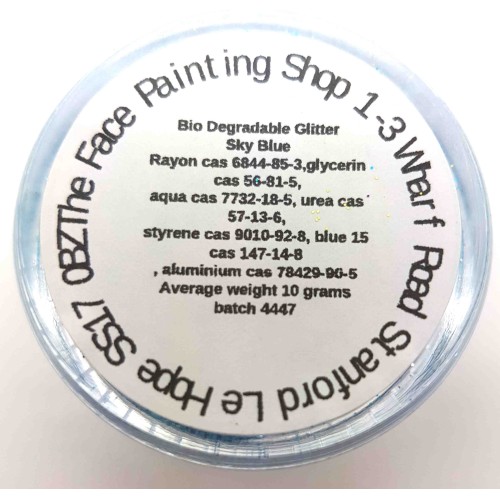 The Face Painting Shop 1-3 Wharf Road Stanford Le Hope SS17 0BZ
Bio Degradable Glitter
Sky Blue
Rayon cas 6844-85-3,glycerin
cas 56-81-5,
aqua cas 7732-18-5, urea cas
57-13-6,
styrene cas 9010-92-8, blue 15
cas 147-14-8
, aluminium cas 78429-90-5
Average weight 10 grams
batch 4447